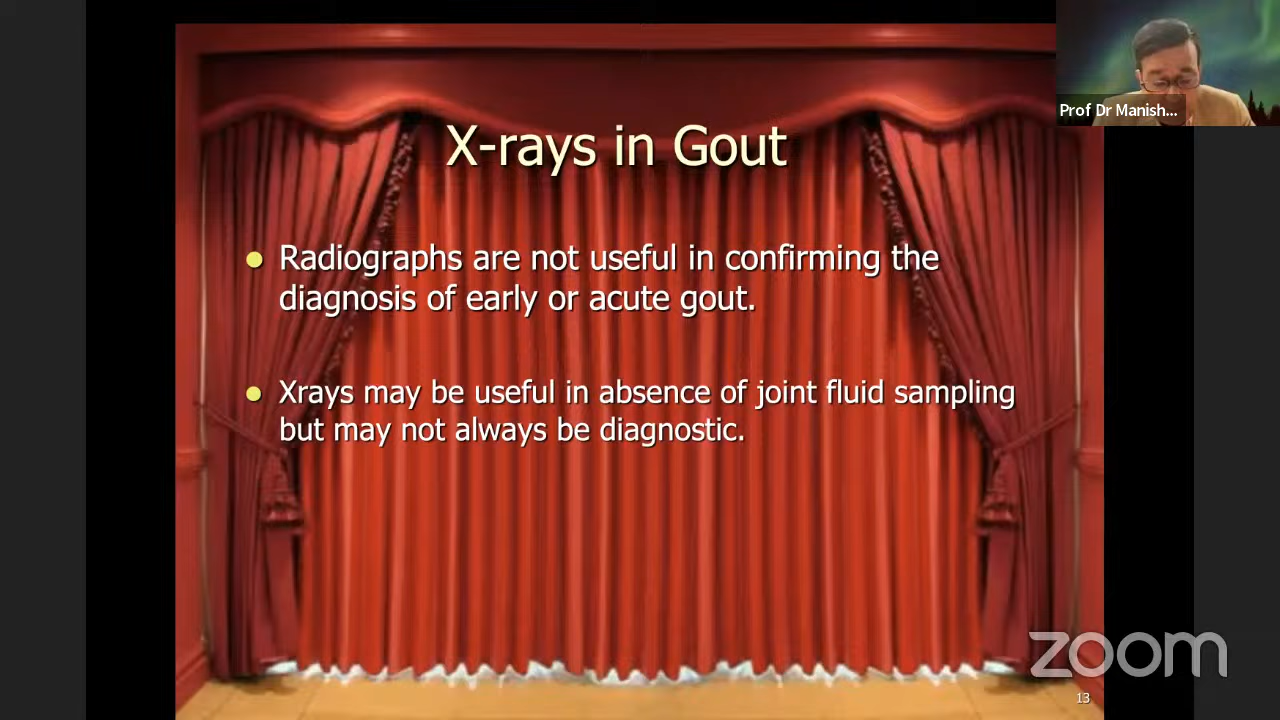 Prof Dr Manish...
X-rays in Gout
Radiographs are not useful in confirming the
diagnosis of early or acute gout.
Xrays may be useful in absence of joint fluid sampling
but may not always be diagnostic.
zoom
13